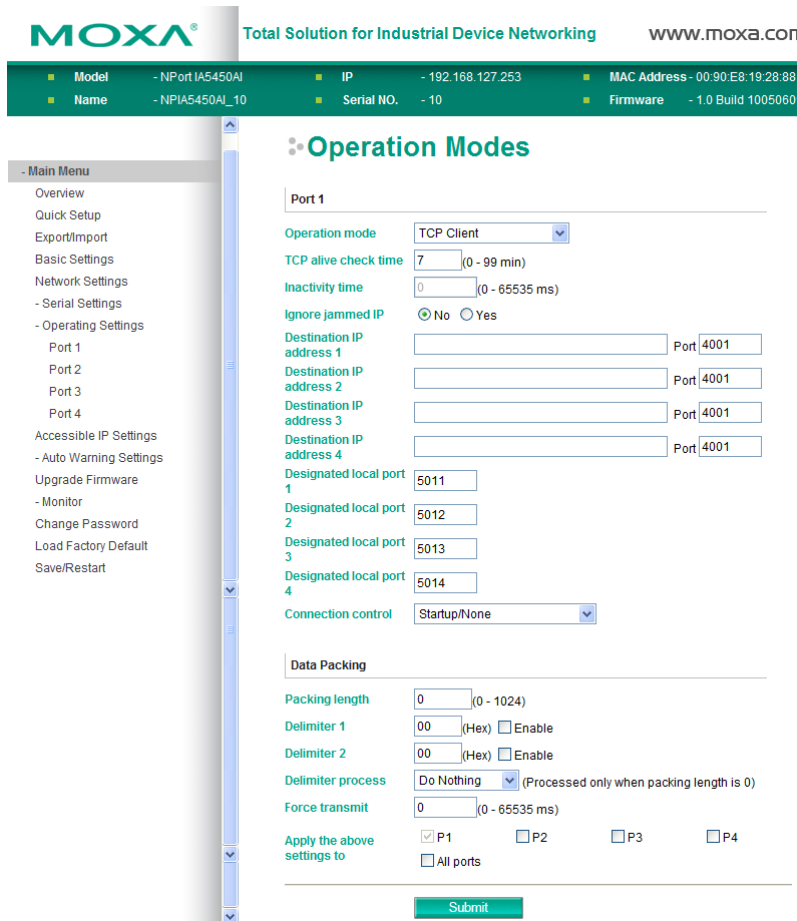 MOXA®
Total Solution for Industrial Device Networking
www.moxa.com
Model - NPort IA5450AI IP - 192.168.127.253 MAC Address - 00:90:E8:19:28:88
Name - NPIA5450AI_10 Serial NO. - 10 Firmware - 1.0 Build 1005060
- Main Menu
Overview
Quick Setup
Export/Import
Basic Settings
Network Settings
- Serial Settings
- Operating Settings
Port 1
Port 2
Port 3
Port 4
Accessible IP Settings
- Auto Warning Settings
Upgrade Firmware
- Monitor
Change Password
Load Factory Default
Save/Restart
Operation Modes
Port 1
Operation mode TCP Client
TCP alive check time 7 (0 - 99 min)
Inactivity time 0 (0 - 65535 ms)
Ignore jammed IP No Yes
Destination IP
address 1 Port 4001
Destination IP
address 2 Port 4001
Destination IP
address 3 Port 4001
Destination IP
address 4 Port 4001
Designated local port
1 5011
Designated local port
2 5012
Designated local port
3 5013
Designated local port
4 5014
Connection control Startup/None
Data Packing
Packing length 0 (0 - 1024)
Delimiter 1 00 (Hex) Enable
Delimiter 2 00 (Hex) Enable
Delimiter process Do Nothing (Processed only when packing length is 0)
Force transmit 0 (0 - 65535 ms)
Apply the above
settings to P1 P2 P3 P4
All ports
Submit